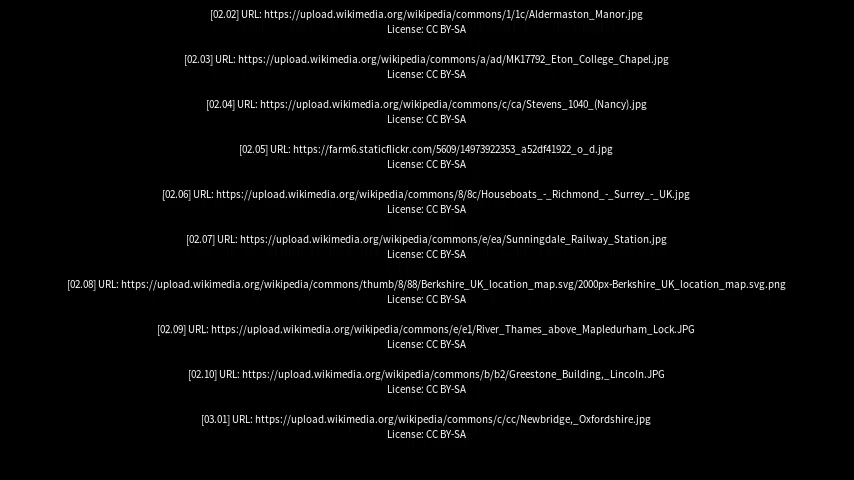 [02.02] URL: https://upload.wikimedia.org/wikipedia/commons/1/1c/Aldermaston_Manor.jpg
License: CC BY-SA
[02.03] URL: https://upload.wikimedia.org/wikipedia/commons/a/ad/MK17792_Eton_College_Chapel.jpg
License: CC BY-SA
[02.04] URL: https://upload.wikimedia.org/wikipedia/commons/c/ca/Stevens_1040_(Nancy).jpg
License: CC BY-SA
[02.05] URL: https://farm6.staticflickr.com/5609/14973922353_a52df41922_o_d.jpg
License: CC BY-SA
[02.06] URL: https://upload.wikimedia.org/wikipedia/commons/8/8c/Houseboats_-_Richmond_-_Surrey_-_UK.jpg
License: CC BY-SA
[02.07] URL: https://upload.wikimedia.org/wikipedia/commons/e/ea/Sunningdale_Railway_Station.jpg
License: CC BY-SA
[02.08] URL: https://upload.wikimedia.org/wikipedia/commons/thumb/8/88/Berkshire_UK_location_map.svg/2000px-Berkshire_UK_location_map.svg.png
License: CC BY-SA
[02.09] URL: https://upload.wikimedia.org/wikipedia/commons/e/e1/River_Thames_above_Mapledurham_Lock.JPG
License: CC BY-SA
[02.10] URL: https://upload.wikimedia.org/wikipedia/commons/b/b2/Greestone_Building,_Lincoln.JPG
License: CC BY-SA
[03.01] URL: https://upload.wikimedia.org/wikipedia/commons/c/cc/Newbridge,_Oxfordshire.jpg
License: CC BY-SA